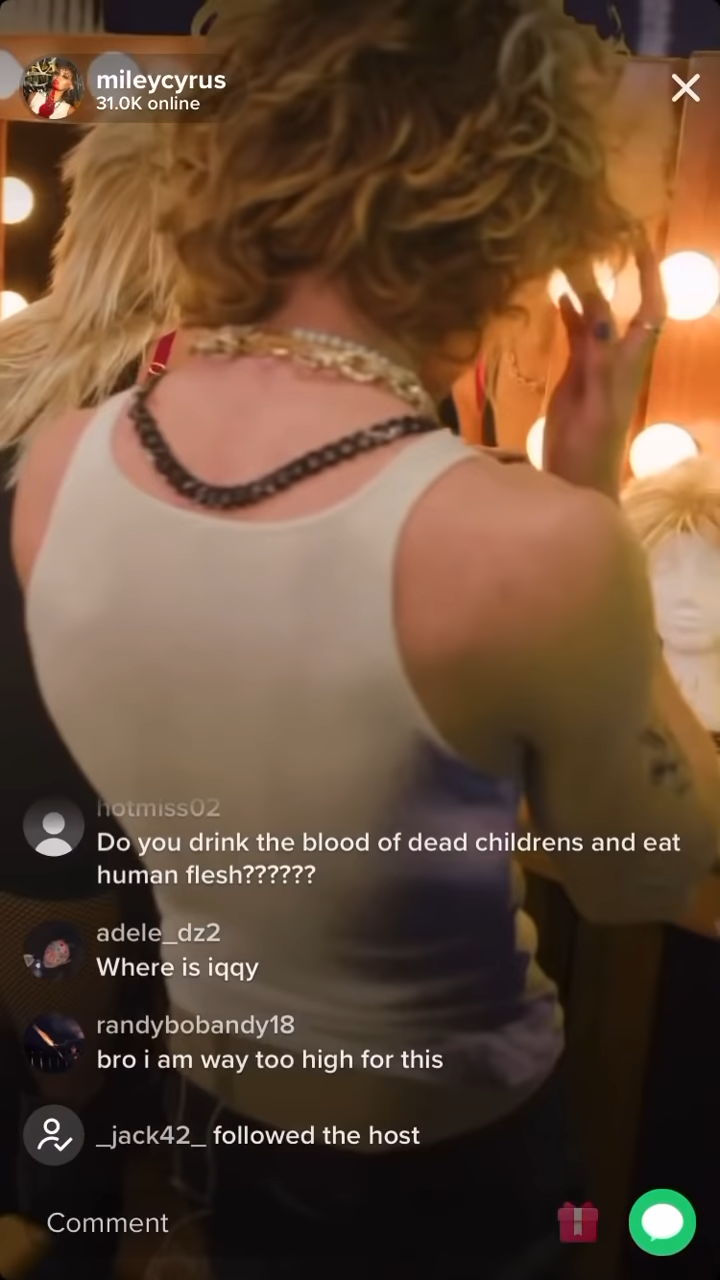 mileycyrus
31.0K online
hotmiss02
Do you drink the blood of dead childrens and eat
human flesh??????
adele_dz2
Where is iqqy
randybobandy18
bro i am way too high for this
_jack42_ followed the host
Comment